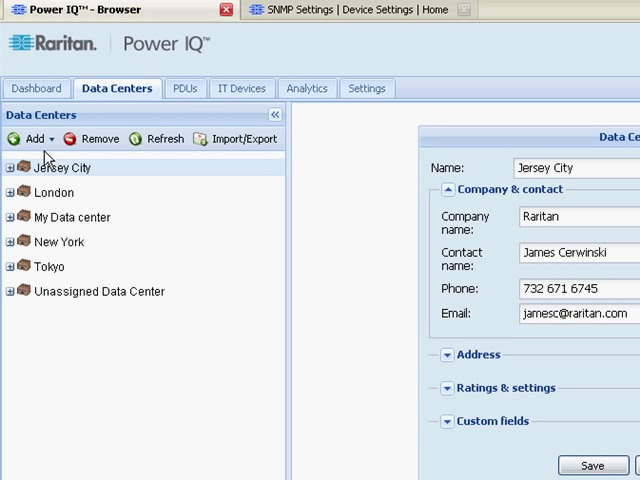 Power IQ™ - Browser
SNMP Settings | Device Settings | Home
Raritan. Power IQ™
Dashboard Data Centers PDUs IT Devices Analytics Settings
Data Centers
Add Remove Refresh Import/Export
Jersey City
London
My Data center
New York
Tokyo
Unassigned Data Center
Data Ce
Name: Jersey City
Company & contact
Company name: Raritan
Contact name: James Cerwinski
Phone: 732 671 6745
Email: jamesc@raritan.com
Address
Ratings & settings
Custom fields
Save